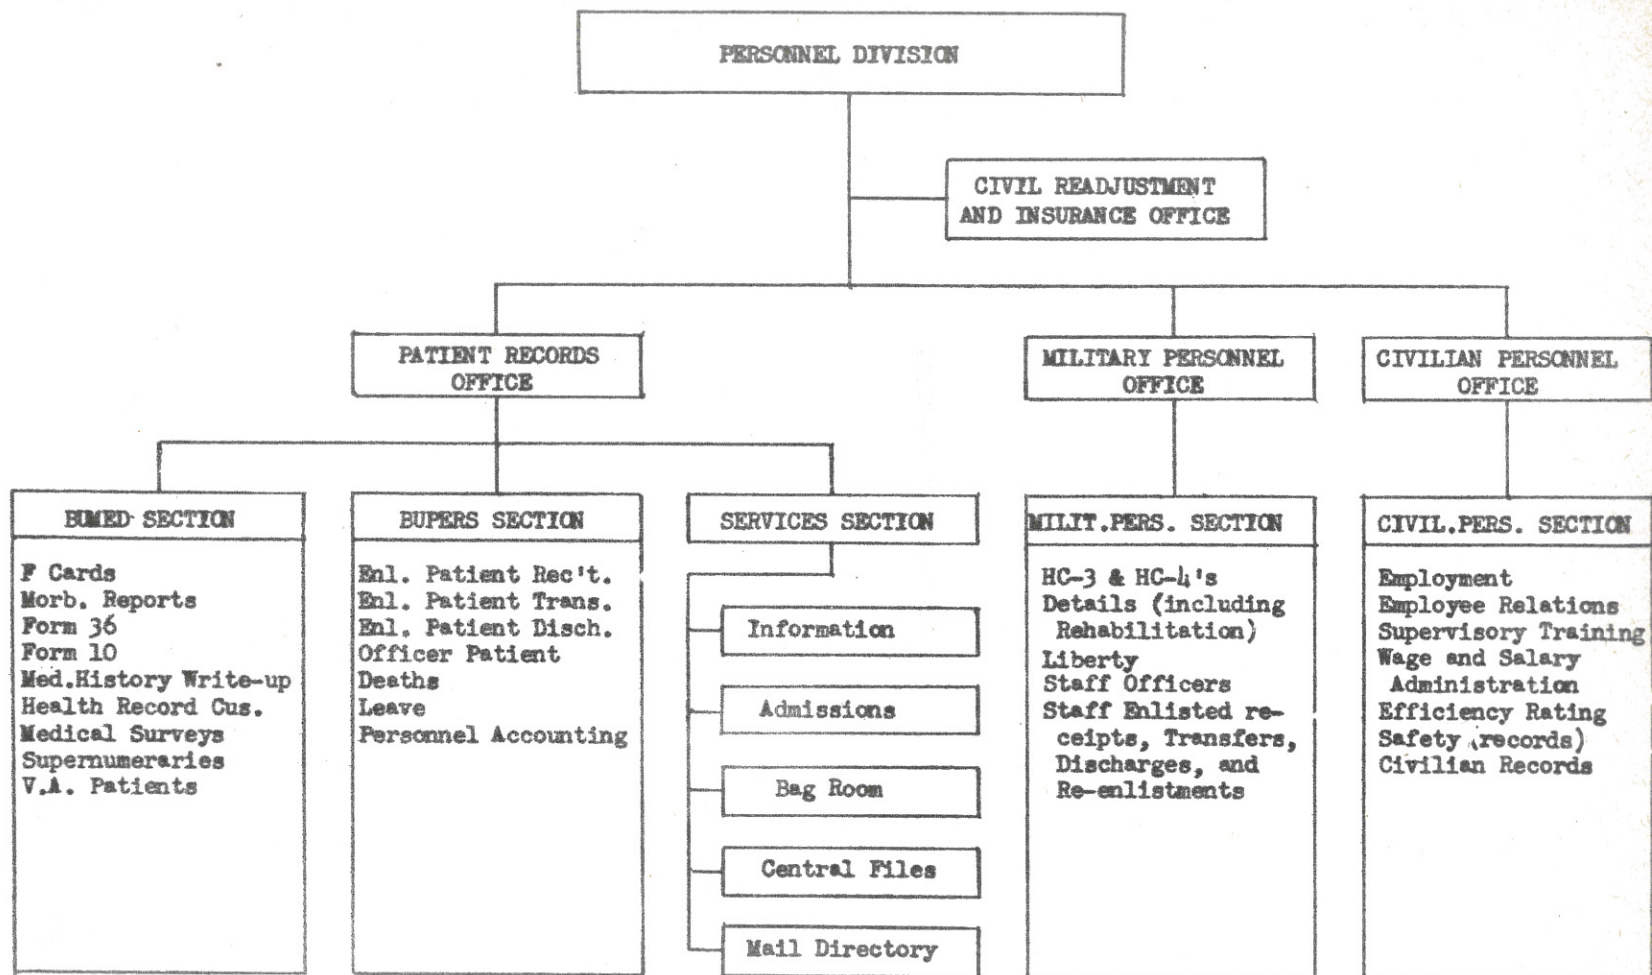 PERSONNEL DIVISION
CIVIL READJUSTMENT
AND INSURANCE OFFICE
PATIENT RECORDS
OFFICE
MILITARY PERSONNEL
OFFICE
CIVILIAN PERSONNEL
OFFICE
BUMED SECTION
F Cards
Morb. Reports
Form 36
Form 10
Med.History Write-up
Health Record Cus.
Medical Surveys
Supernumeraries
V.A. Patients
BUPERS SECTION
Enl. Patient Rec't.
Enl. Patient Trans.
Enl. Patient Disch.
Officer Patient
Deaths
Leave
Personnel Accounting
SERVICES SECTION
Information
Admissions
Bag Room
Central Files
Mail Directory
MILIT.PERS. SECTION
HC-3 & HC-4's
Details (including
Rehabilitation)
Liberty
Staff Officers
Staff Enlisted re-
ceipts, Transfers,
Discharges, and
Re-enlistments
CIVIL.PERS. SECTION
Employment
Employee Relations
Supervisory Training
Wage and Salary
Administration
Efficiency Rating
Safety (records)
Civilian Records